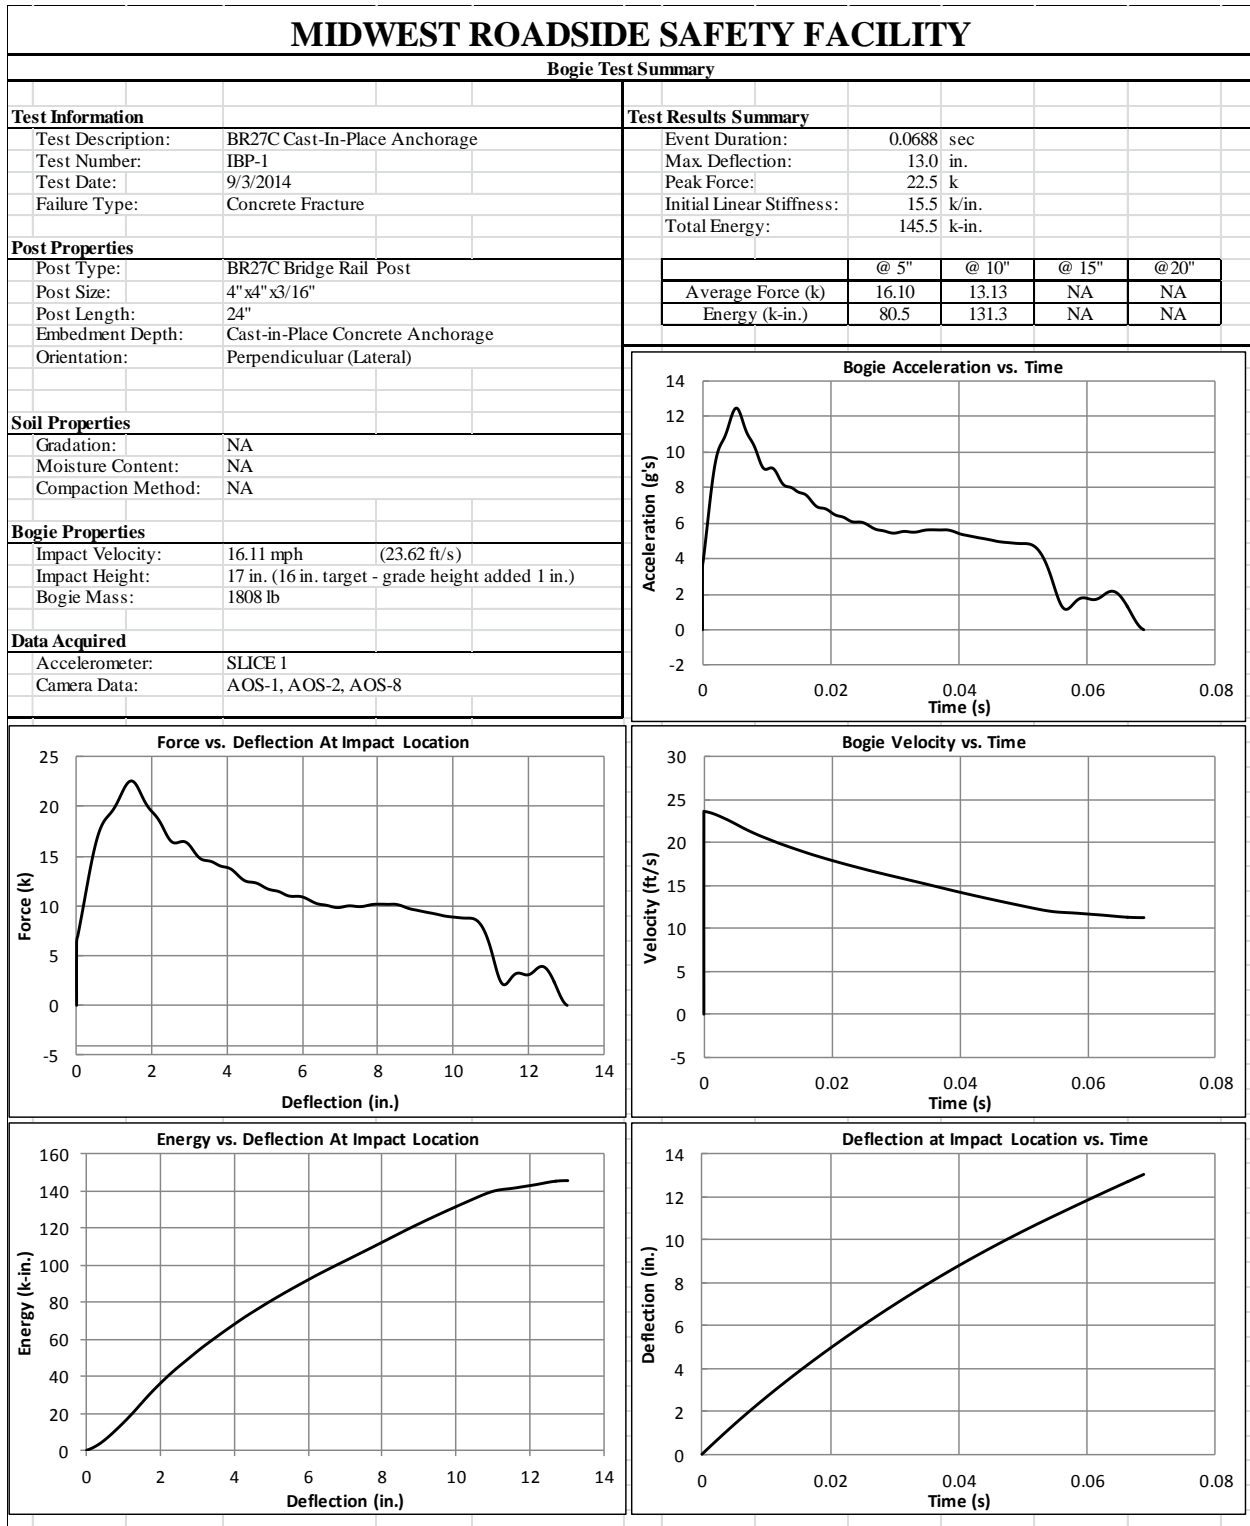 MIDWEST ROADSIDE SAFETY FACILITY
Bogie Test Summary
Test Information
Test Description: BR27C Cast-In-Place Anchorage
Test Number: IBP-1
Test Date: 9/3/2014
Failure Type: Concrete Fracture
Post Properties
Post Type: BR27C Bridge Rail Post
Post Size: 4"x4"x3/16"
Post Length: 24"
Embedment Depth: Cast-in-Place Concrete Anchorage
Orientation: Perpendiculuar (Lateral)
Soil Properties
Gradation: NA
Moisture Content: NA
Compaction Method: NA
Bogie Properties
Impact Velocity: 16.11 mph (23.62 ft/s)
Impact Height: 17 in. (16 in. target - grade height added 1 in.)
Bogie Mass: 1808 lb
Data Acquired
Accelerometer: SLICE 1
Camera Data: AOS-1, AOS-2, AOS-8
Test Results Summary
Event Duration: 0.0688 sec
Max. Deflection: 13.0 in.
Peak Force: 22.5 k
Initial Linear Stiffness: 15.5 k/in.
Total Energy: 145.5 k-in.
@ 5" @ 10" @ 15" @20"
Average Force (k) 16.10 13.13 NA NA
Energy (k-in.) 80.5 131.3 NA NA
Bogie Acceleration vs. Time
Acceleration (g's)
14
12
10
8
6
4
2
0
-2
0 0.02 0.04 0.06 0.08
Time (s)
Force vs. Deflection At Impact Location
Force (k)
25
20
15
10
5
0
-5
0 2 4 6 8 10 12 14
Deflection (in.)
Bogie Velocity vs. Time
Velocity (ft/s)
30
25
20
15
10
5
0
-5
0 0.02 0.04 0.06 0.08
Time (s)
Energy vs. Deflection At Impact Location
Energy (k-in.)
160
140
120
100
80
60
40
20
0
0 2 4 6 8 10 12 14
Deflection (in.)
Deflection at Impact Location vs. Time
Deflection (in.)
14
12
10
8
6
4
2
0
0 0.02 0.04 0.06 0.08
Time (s)